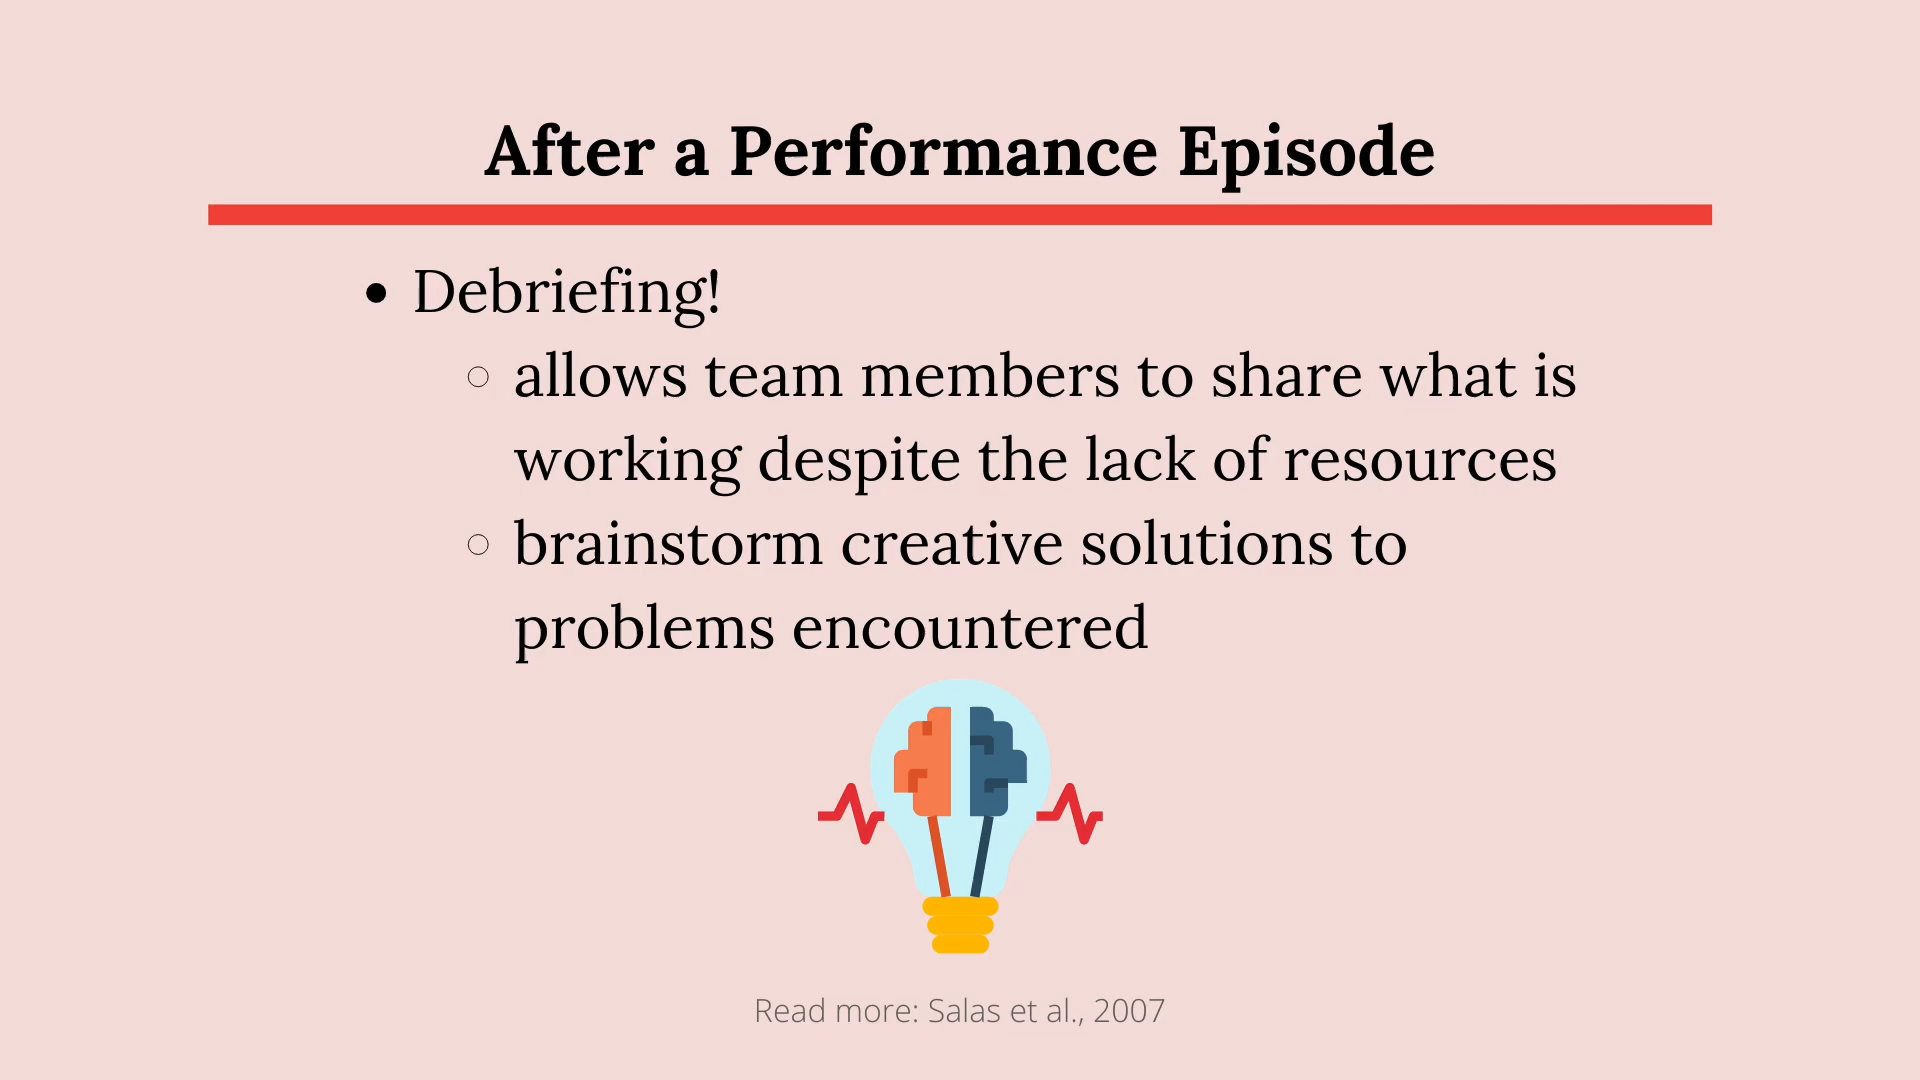 After a Performance Episode
• Debriefing!
○ allows team members to share what is
working despite the lack of resources
○ brainstorm creative solutions to
problems encountered
Read more: Salas et al., 2007